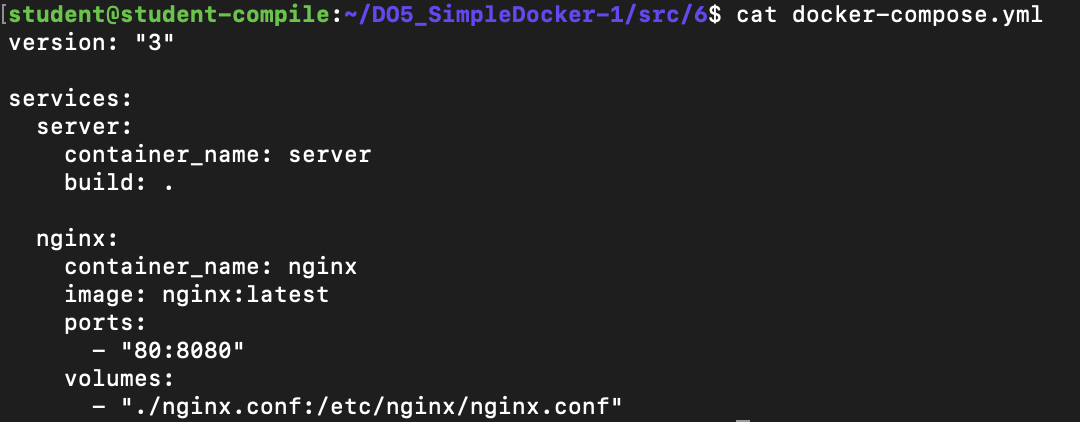 [student@student-compile:~/DO5_SimpleDocker-1/src/6$ cat docker-compose.yml
version: "3"

services:
  server:
    container_name: server
    build: .

  nginx:
    container_name: nginx
    image: nginx:latest
    ports:
      - "80:8080"
    volumes:
      - "./nginx.conf:/etc/nginx/nginx.conf"